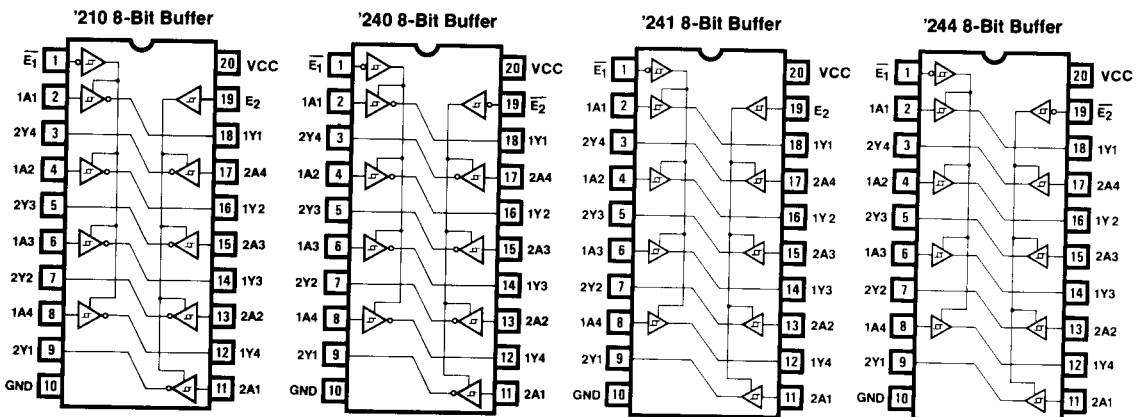 '210 8-Bit Buffer
E̅1 1 20 VCC
1A1 2 19 E2
2Y4 3 18 1Y1
1A2 4 17 2A4
2Y3 5 16 1Y2
1A3 6 15 2A3
2Y2 7 14 1Y3
1A4 8 13 2A2
2Y1 9 12 1Y4
GND 10 11 2A1
'240 8-Bit Buffer
E̅1 1 20 VCC
1A1 2 19 E̅2
2Y4 3 18 1Y1
1A2 4 17 2A4
2Y3 5 16 1Y2
1A3 6 15 2A3
2Y2 7 14 1Y3
1A4 8 13 2A2
2Y1 9 12 1Y4
GND 10 11 2A1
'241 8-Bit Buffer
E̅1 1 20 VCC
1A1 2 19 E2
2Y4 3 18 1Y1
1A2 4 17 2A4
2Y3 5 16 1Y2
1A3 6 15 2A3
2Y2 7 14 1Y3
1A4 8 13 2A2
2Y1 9 12 1Y4
GND 10 11 2A1
'244 8-Bit Buffer
E̅1 1 20 VCC
1A1 2 19 E̅2
2Y4 3 18 1Y1
1A2 4 17 2A4
2Y3 5 16 1Y2
1A3 6 15 2A3
2Y2 7 14 1Y3
1A4 8 13 2A2
2Y1 9 12 1Y4
GND 10 11 2A1